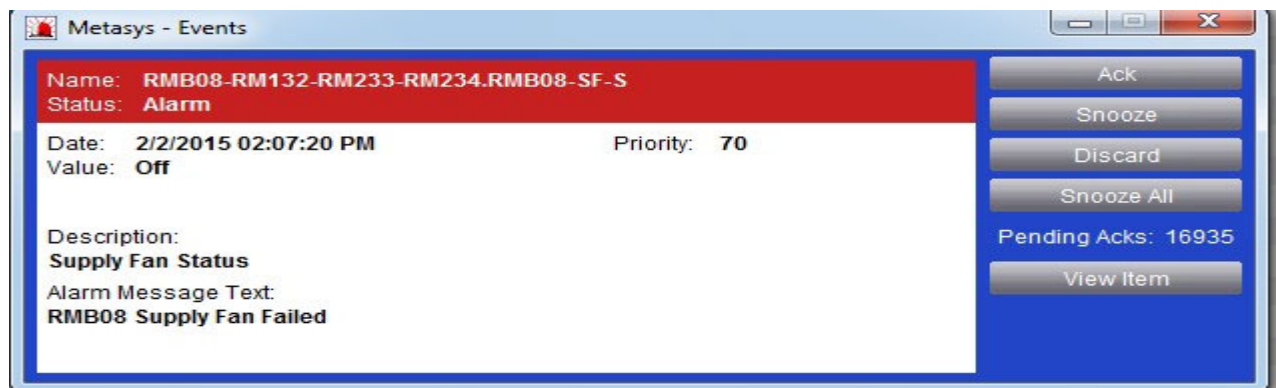 Metasys - Events
Name: RMB08-RM132-RM233-RM234.RMB08-SF-S
Status: Alarm
Date: 2/2/2015 02:07:20 PM Priority: 70
Value: Off
Description:
Supply Fan Status
Alarm Message Text:
RMB08 Supply Fan Failed
Ack
Snooze
Discard
Snooze All
Pending Acks: 16935
View Item